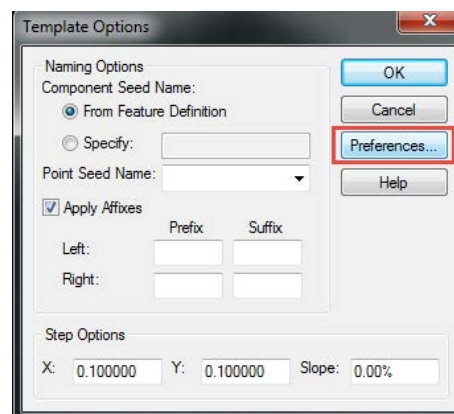 Template Options
Naming Options
Component Seed Name:
From Feature Definition
Specify:
Point Seed Name:
Apply Affixes
Prefix Suffix
Left:
Right:
OK
Cancel
Preferences...
Help
Step Options
X: 0.100000 Y: 0.100000 Slope: 0.00%